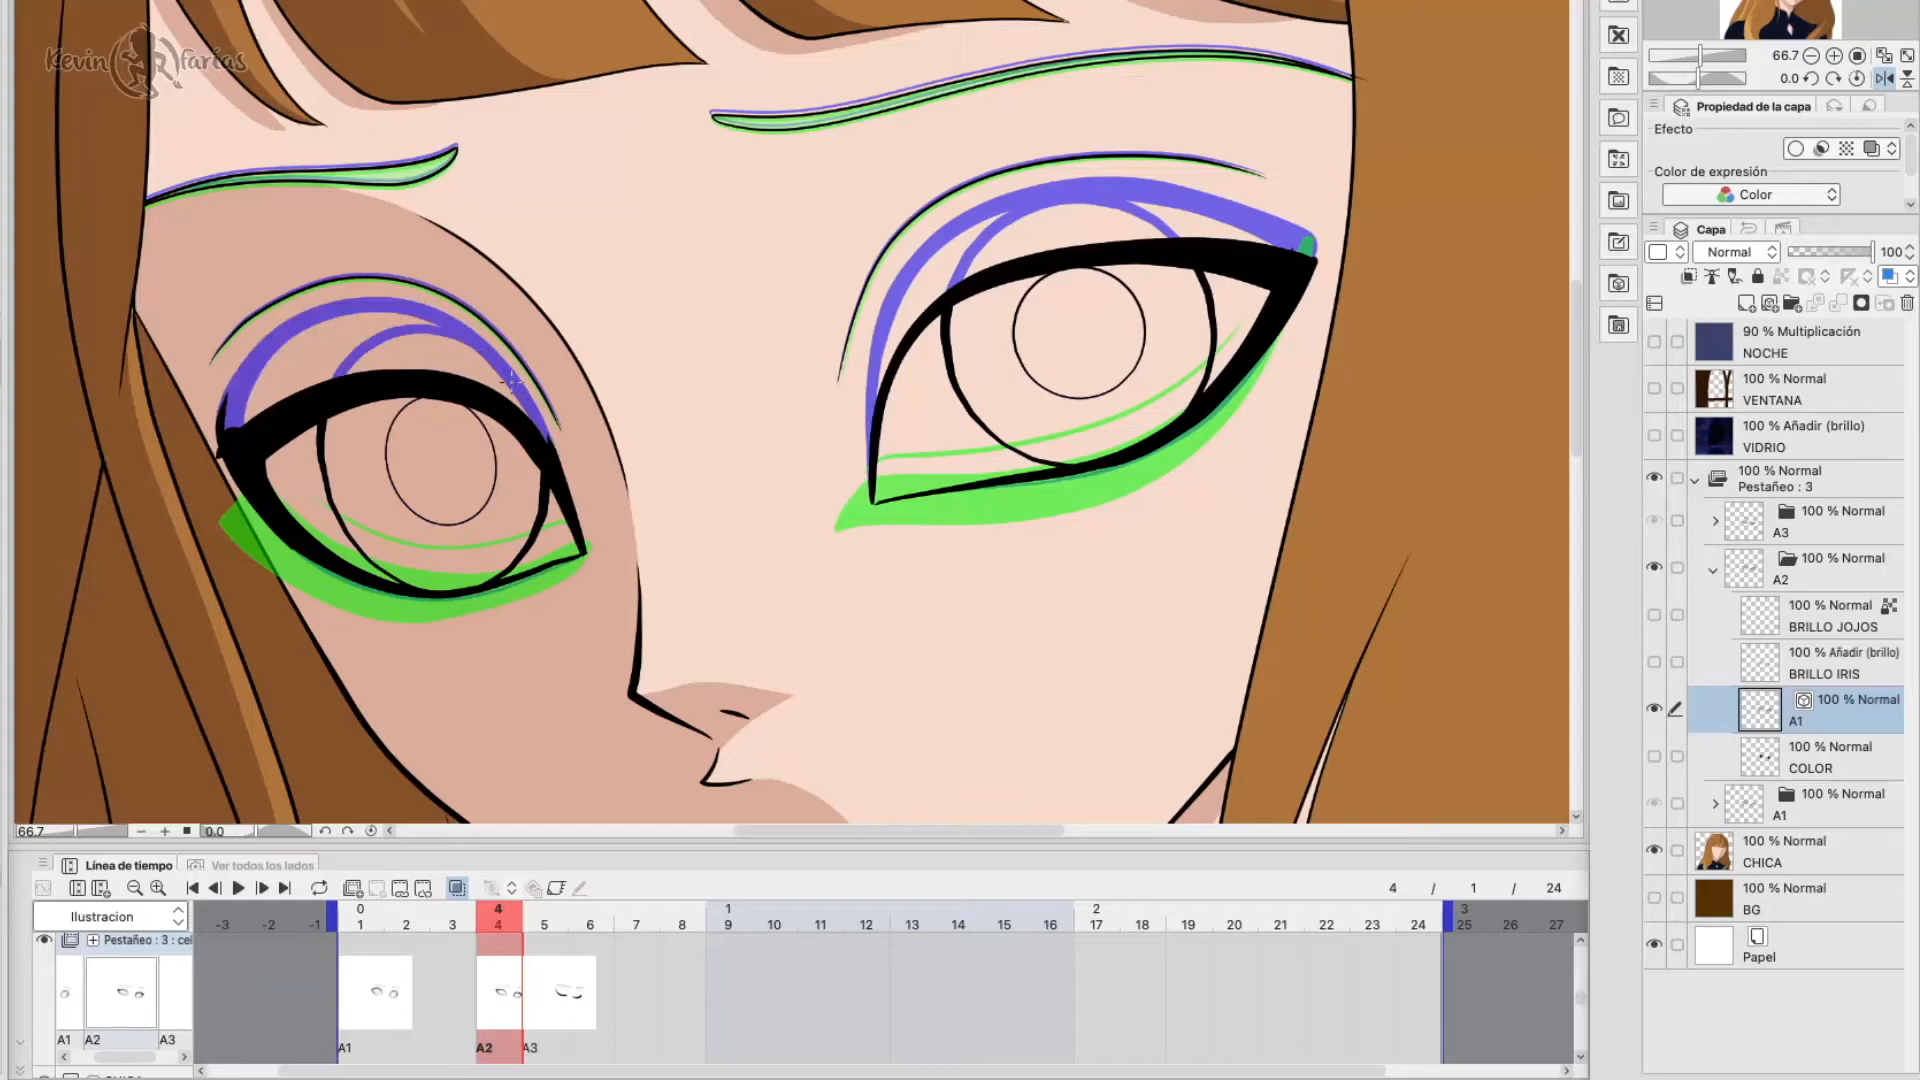 Kevin farias
66.7
0.0
Propiedad de la capa
Efecto
Color de expresión
Color
Capa
Normal
100
90 % Multiplicación
NOCHE
100 % Normal
VENTANA
100 % Añadir (brillo)
VIDRIO
100 % Normal
Pestañeo : 3
100 % Normal
A3
100 % Normal
A2
100 % Normal
BRILLO JOJOS
100 % Añadir (brillo)
BRILLO IRIS
100 % Normal
A1
100 % Normal
COLOR
100 % Normal
A1
100 % Normal
CHICA
100 % Normal
BG
Papel
66.7
0.0
Línea de tiempo
Ver todos los lados
4 / 1 / 24
Ilustracion
0 4 1 2 3
-3 -2 -1 1 2 3 4 5 6 7 8 9 10 11 12 13 14 15 16 17 18 19 20 21 22 23 24 25 26 27
Pestañeo : 3 : cel
A1 A2 A3
A1 A2 A3